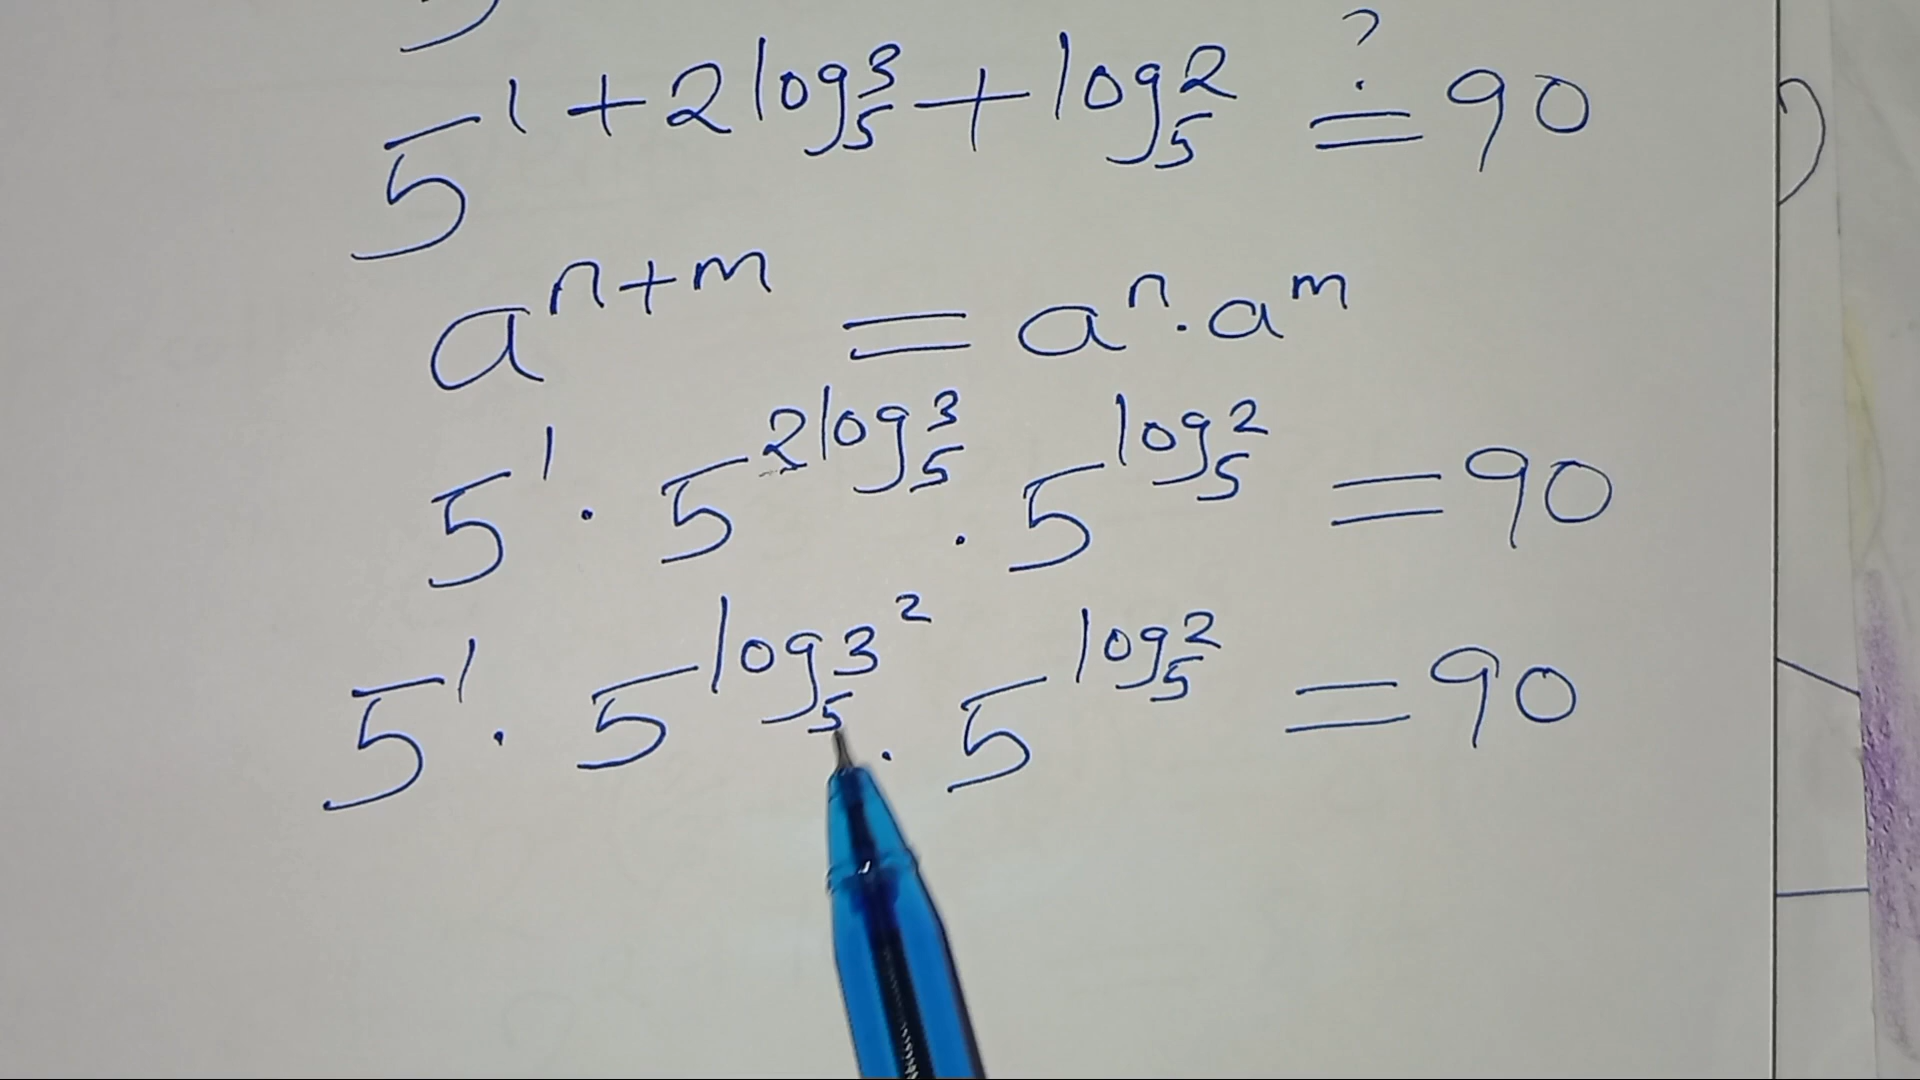 5^{1+2log_5^3+log_5^2} ?= 90
a^{n+m} = a^n · a^m
5^1 · 5^{2log_5^3} · 5^{log_5^2} = 90
5^1 · 5^{log_5 3^2} · 5^{log_5^2} = 90